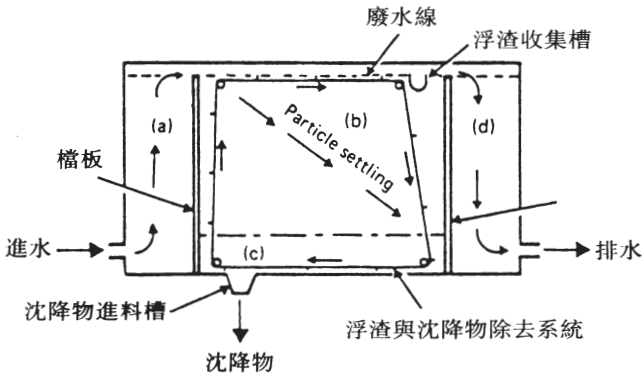 廢水線
浮渣收集槽
(a)
(b)
(d)
Particle settling
檔板
進水
排水
(c)
沈降物進料槽
浮渣與沈降物除去系統
沈降物